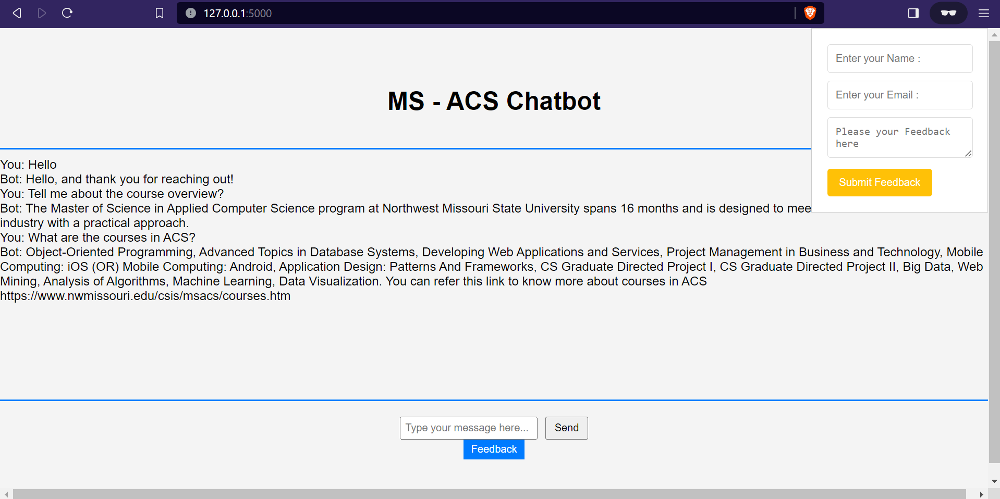 127.0.0.1:5000
Enter your Name :
Enter your Email :
Please your Feedback
here
Submit Feedback
MS - ACS Chatbot
You: Hello
Bot: Hello, and thank you for reaching out!
You: Tell me about the course overview?
Bot: The Master of Science in Applied Computer Science program at Northwest Missouri State University spans 16 months and is designed to mee
industry with a practical approach.
You: What are the courses in ACS?
Bot: Object-Oriented Programming, Advanced Topics in Database Systems, Developing Web Applications and Services, Project Management in Business and Technology, Mobile
Computing: iOS (OR) Mobile Computing: Android, Application Design: Patterns And Frameworks, CS Graduate Directed Project I, CS Graduate Directed Project II, Big Data, Web
Mining, Analysis of Algorithms, Machine Learning, Data Visualization. You can refer this link to know more about courses in ACS
https://www.nwmissouri.edu/csis/msacs/courses.htm
Type your message here...
Send
Feedback